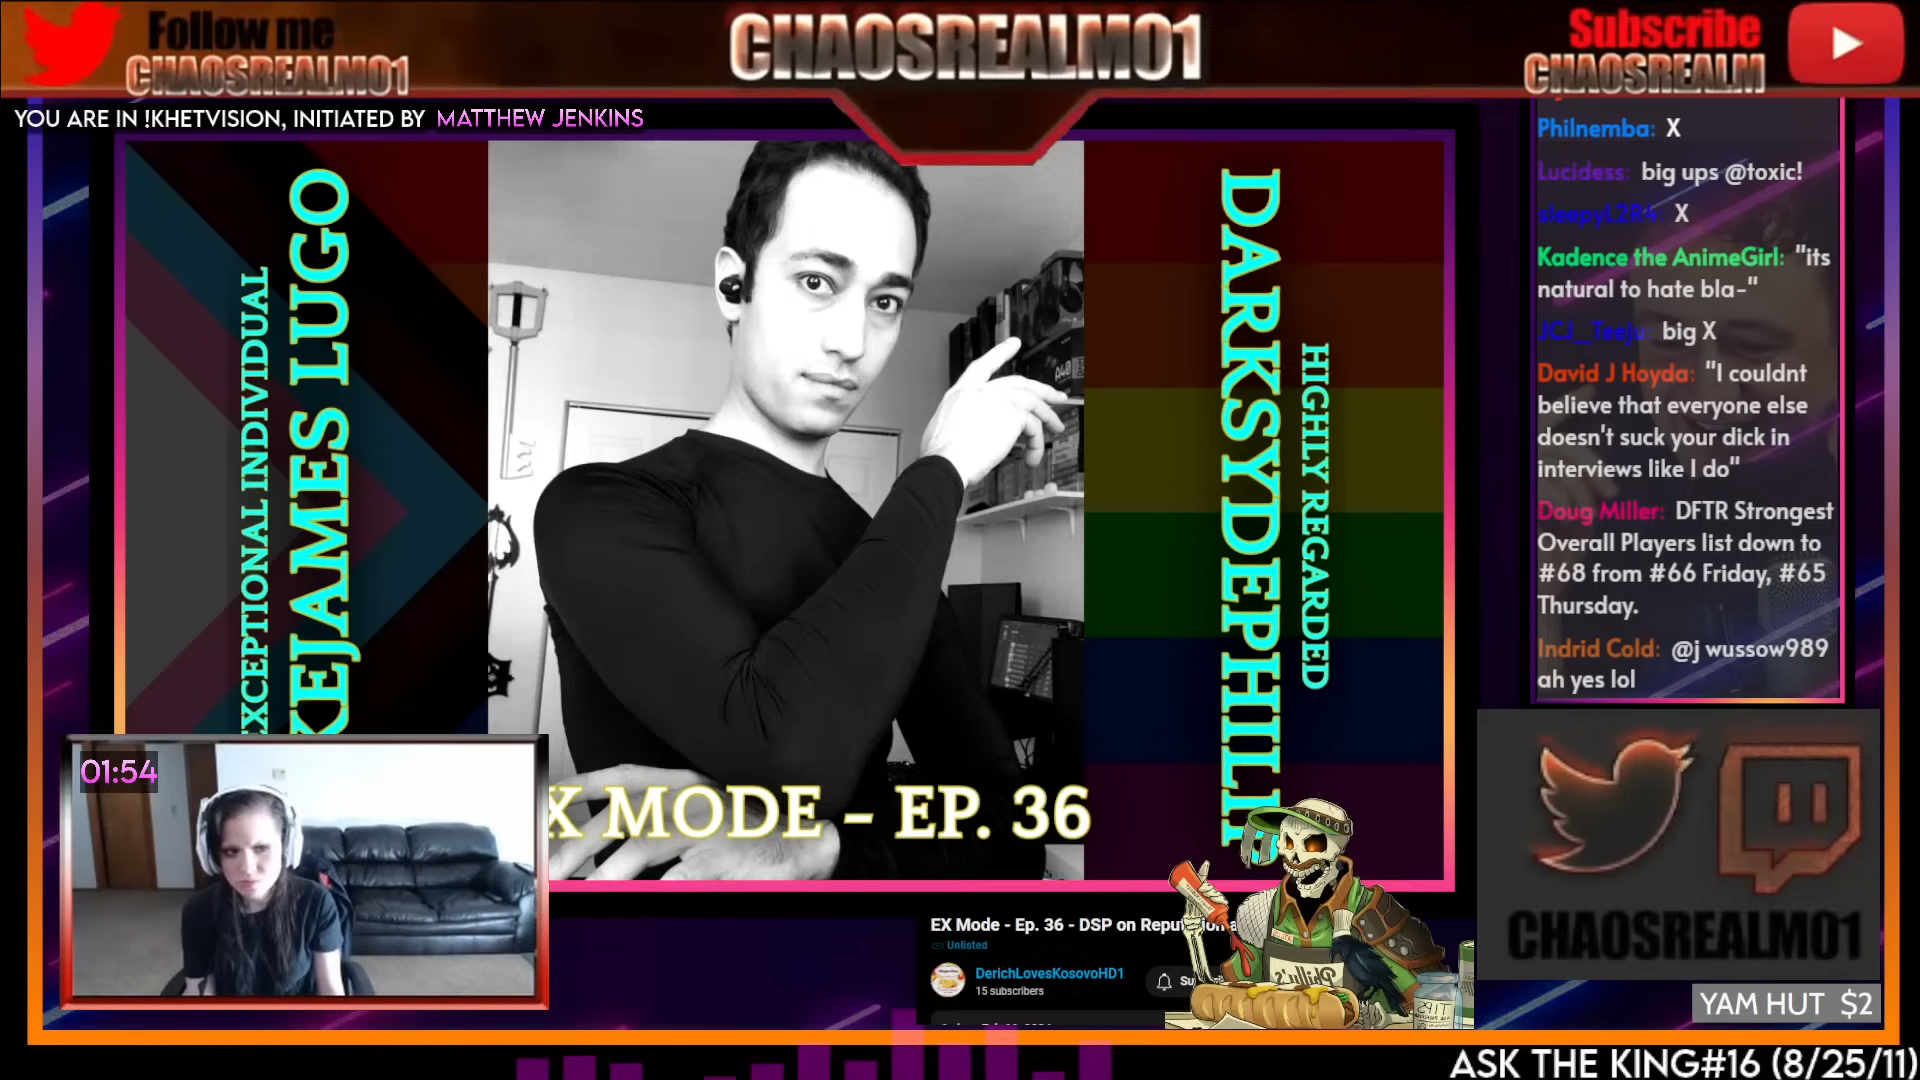 Follow me
CHAOSREALM01
CHAOSREALM01
Subscribe
CHAOSREALM
YOU ARE IN !KHETVISION, INITIATED BY MATTHEW JENKINS
EXCEPTIONAL INDIVIDUAL
XEJAMES LUGO
DARKSYDEPHIL
HIGHLY REGARDED
EX MODE - EP. 36
01:54
Philnemba: X
Lucidess: big ups @toxic!
sleepyL2R4: X
Kadence the AnimeGirl: "its
natural to hate bla-"
JCJ_Teeju: big X
David J Hoyda: "I couldnt
believe that everyone else
doesn't suck your dick in
interviews like I do"
Doug Miller: DFTR Strongest
Overall Players list down to
#68 from #66 Friday, #65
Thursday.
Indrid Cold: @j wussow989
ah yes lol
EX Mode - Ep. 36 - DSP on
Unlisted
DerichLovesKosovoHD1
15 subscribers
Phillu's
TIPS
CHAOSREALM01
YAM HUT $2
ASK THE KING#16 (8/25/11)